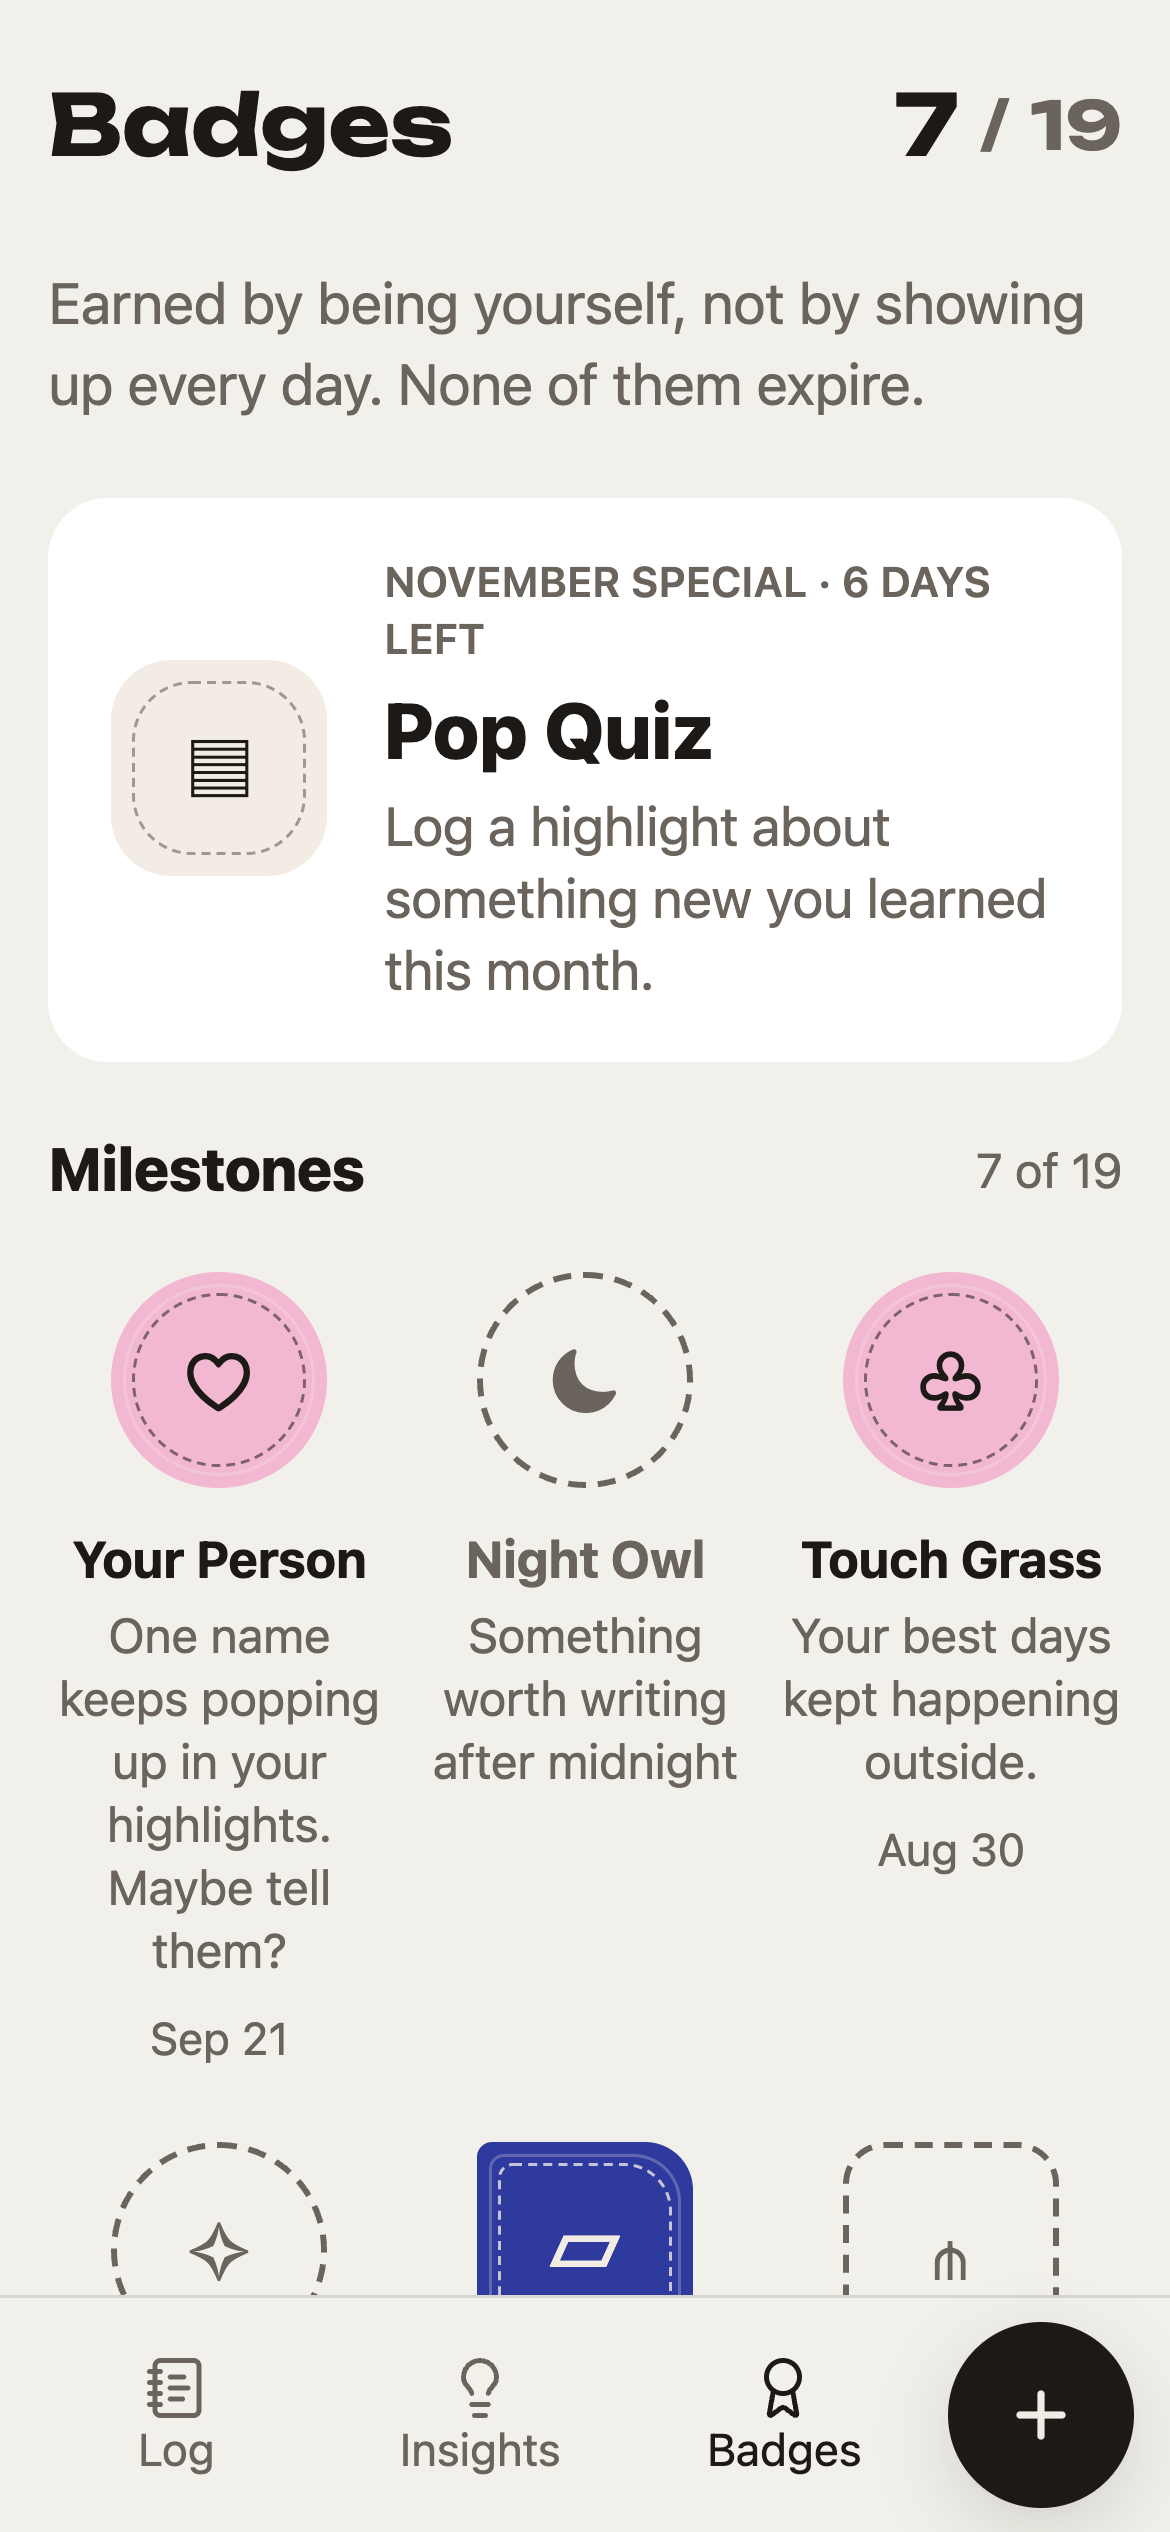 Badges
7 / 19
Earned by being yourself, not by showing
up every day. None of them expire.
NOVEMBER SPECIAL · 6 DAYS
LEFT
Pop Quiz
Log a highlight about
something new you learned
this month.
Milestones
7 of 19
Your Person
One name
keeps popping
up in your
highlights.
Maybe tell
them?
Sep 21
Night Owl
Something
worth writing
after midnight
Touch Grass
Your best days
kept happening
outside.
Aug 30
Log
Insights
Badges